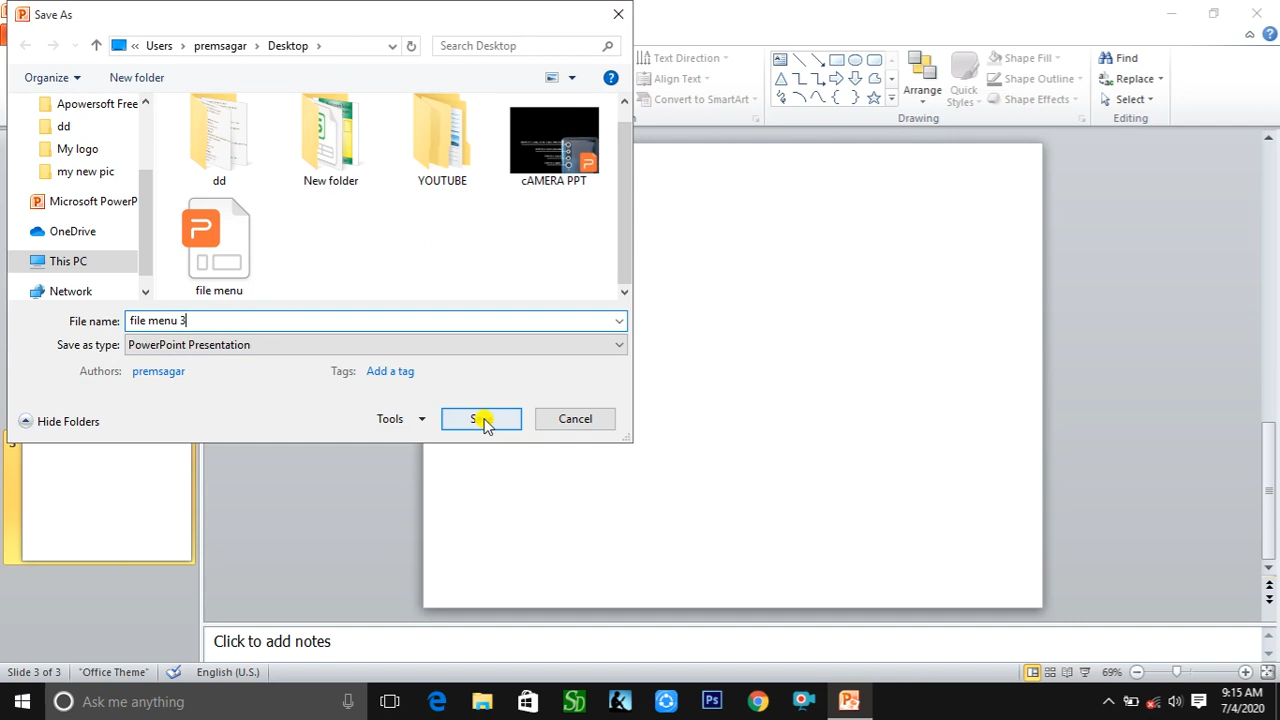 Save As
Users
premsagar
Desktop
Search Desktop
Organize
New folder
Apowersoft Free
dd
My logo
my new pic
Microsoft PowerP
OneDrive
This PC
Network
dd
New folder
YOUTUBE
cAMERA PPT
file menu
File name: file menu 3
Save as type: PowerPoint Presentation
Authors: premsagar
Tags: Add a tag
Hide Folders
Tools
Cancel
Text Direction
Align Text
Convert to SmartArt
Arrange
Quick
Styles
Shape Fill
Shape Outline
Shape Effects
Drawing
Find
Replace
Select
Editing
Click to add notes
Slide 3 of 3
"Office Theme"
English (U.S.)
69%
Ask me anything
9:15 AM
7/4/2020